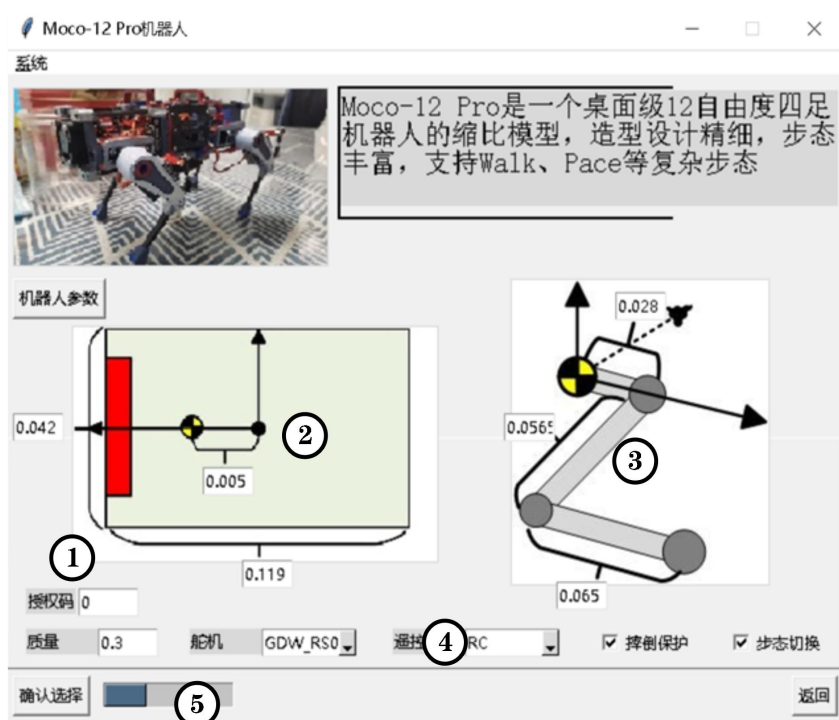 Moco-12 Pro机器人
系统
Moco-12 Pro是一个桌面级12自由度四足
机器人的缩比模型，造型设计精细，步态
丰富，支持Walk、Pace等复杂步态
机器人参数
0.028
0.042
2
0.0565
3
0.005
1
0.119
0.065
授权码 0
质量 0.3 舵机 GDW_RS0 遥控 4 RC 摔倒保护 步态切换
确认选择 5 返回